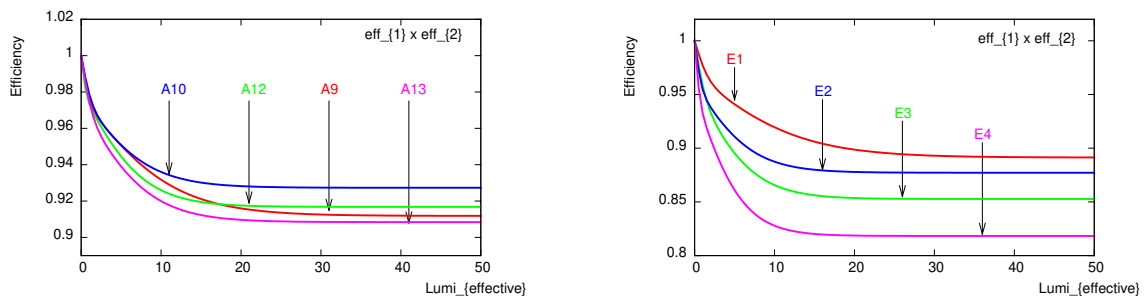 1.02
1
0.98
0.96
0.94
0.92
0.9
0 10 20 30 40 50
Efficiency
Lumi_{effective}
eff_{1} x eff_{2}
A10 A12 A9 A13
1
0.95
0.9
0.85
0.8
0 10 20 30 40 50
Efficiency
Lumi_{effective}
eff_{1} x eff_{2}
E1
E2
E3
E4